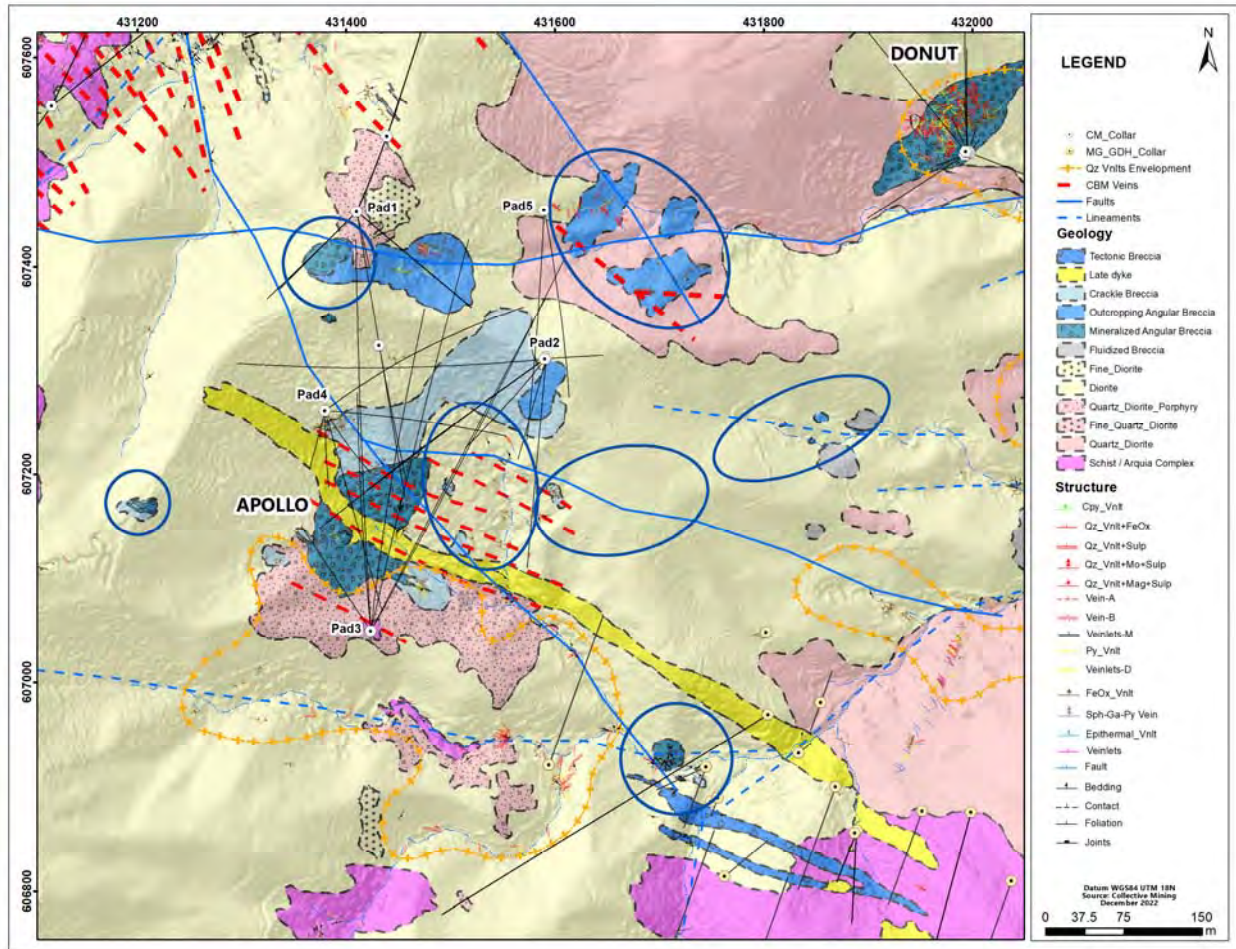 431200 431400 431600 431800 432000
607600
607400
607200
607000
606800
DONUT
Pad1
Pad5
Pad2
Pad4
APOLLO
Pad3
N
LEGEND
CM_Collar
MG_GDH_Collar
Qz Vnlts Envelopment
CBM Veins
Faults
Lineaments
Geology
Tectonic Breccia
Late dyke
Crackle Breccia
Outcropping Angular Breccia
Mineralized Angular Breccia
Fluidized Breccia
Fine_Diorite
Diorite
Quartz_Diorite_Porphyry
Fine_Quartz_Diorite
Quartz_Diorite
Schist / Arquia Complex
Structure
Cpy_Vnlt
Qz_Vnlt+FeOx
Qz_Vnlt+Sulp
Qz_Vnlt+Mo+Sulp
Qz_Vnlt+Mag+Sulp
Vein-A
Vein-B
Veinlets-M
Py_Vnlt
Veinlets-D
FeOx_Vnlt
Sph-Ga-Py Vein
Epithermal_Vnlt
Veinlets
Fault
Bedding
Contact
Foliation
Joints
Datum WGS84 UTM 18N
Source: Collective Mining
December 2022
0 37.5 75 150
m